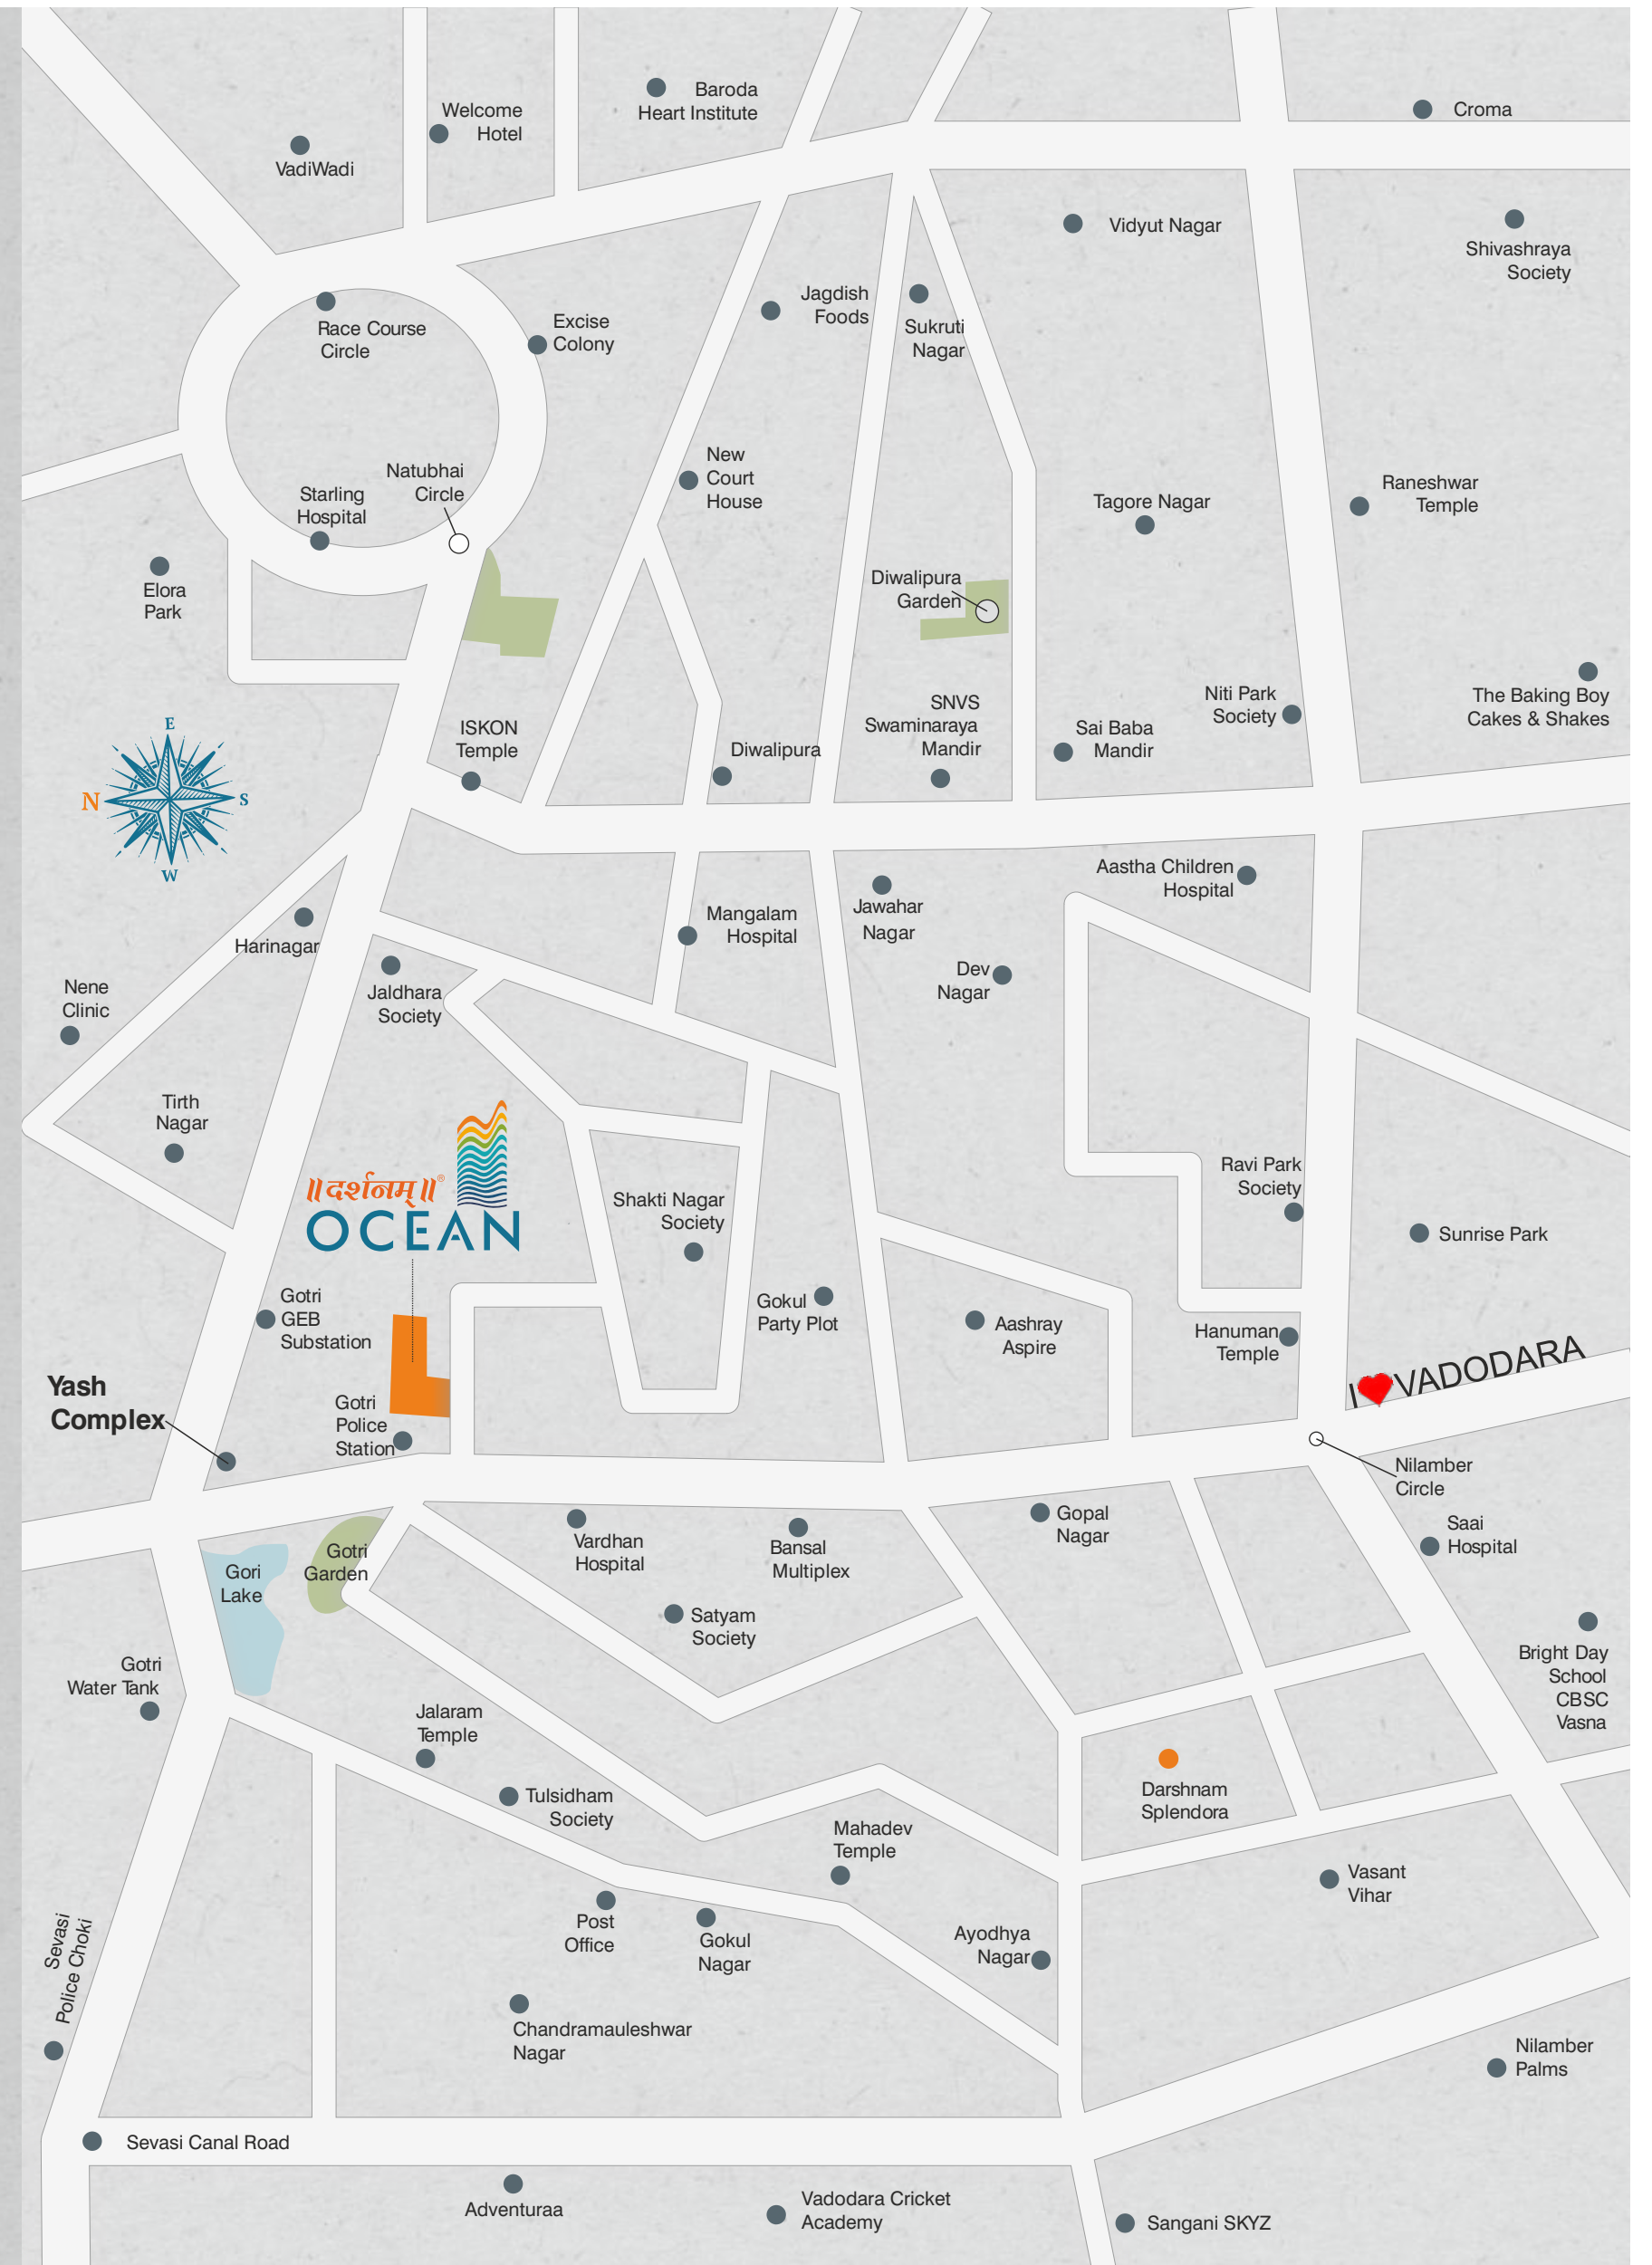 Baroda
Heart Institute
Welcome
Hotel
Croma
VadiWadi
Vidyut Nagar
Shivashraya
Society
Jagdish
Foods
Sukruti
Nagar
Race Course
Circle
Excise
Colony
New
Court
House
Natubhai
Circle
Starling
Hospital
Tagore Nagar
Raneshwar
Temple
Elora
Park
Diwalipura
Garden
Niti Park
Society
The Baking Boy
Cakes & Shakes
SNVS
Swaminaraya
Mandir
Sai Baba
Mandir
ISKON
Temple
Diwalipura
E
N
S
W
Aastha Children
Hospital
Mangalam
Hospital
Jawahar
Nagar
Harinagar
Dev
Nagar
Nene
Clinic
Jaldhara
Society
Tirth
Nagar
॥दर्शनम्॥®
OCEAN
Shakti Nagar
Society
Ravi Park
Society
Sunrise Park
Gotri
GEB
Substation
Gokul
Party Plot
Aashray
Aspire
Hanuman
Temple
I VADODARA
Yash
Complex
Gotri
Police
Station
Nilamber
Circle
Gopal
Nagar
Saai
Hospital
Vardhan
Hospital
Bansal
Multiplex
Gotri
Garden
Gori
Lake
Satyam
Society
Bright Day
School
CBSC
Vasna
Gotri
Water Tank
Jalaram
Temple
Darshnam
Splendora
Tulsidham
Society
Mahadev
Temple
Vasant
Vihar
Sevasi
Police Choki
Post
Office
Gokul
Nagar
Ayodhya
Nagar
Chandramauleshwar
Nagar
Nilamber
Palms
Sevasi Canal Road
Adventuraa
Vadodara Cricket
Academy
Sangani SKYZ